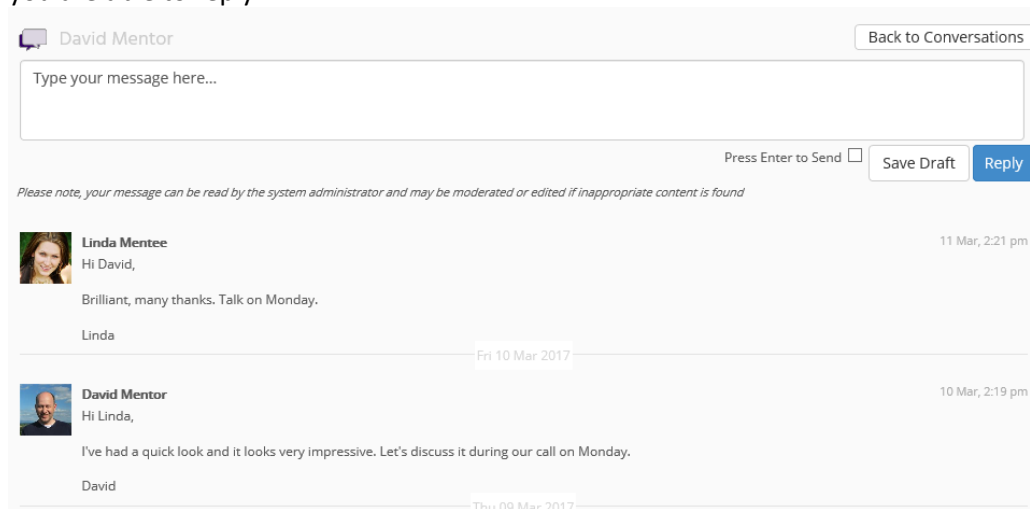 David Mentor
Back to Conversations
Type your message here...
Press Enter to Send
Save Draft
Reply
Please note, your message can be read by the system administrator and may be moderated or edited if inappropriate content is found
Linda Mentee
11 Mar, 2:21 pm
Hi David,
Brilliant, many thanks. Talk on Monday.
Linda
Fri 10 Mar 2017
David Mentor
10 Mar, 2:19 pm
Hi Linda,
I've had a quick look and it looks very impressive. Let's discuss it during our call on Monday.
David
Thu 09 Mar 2017